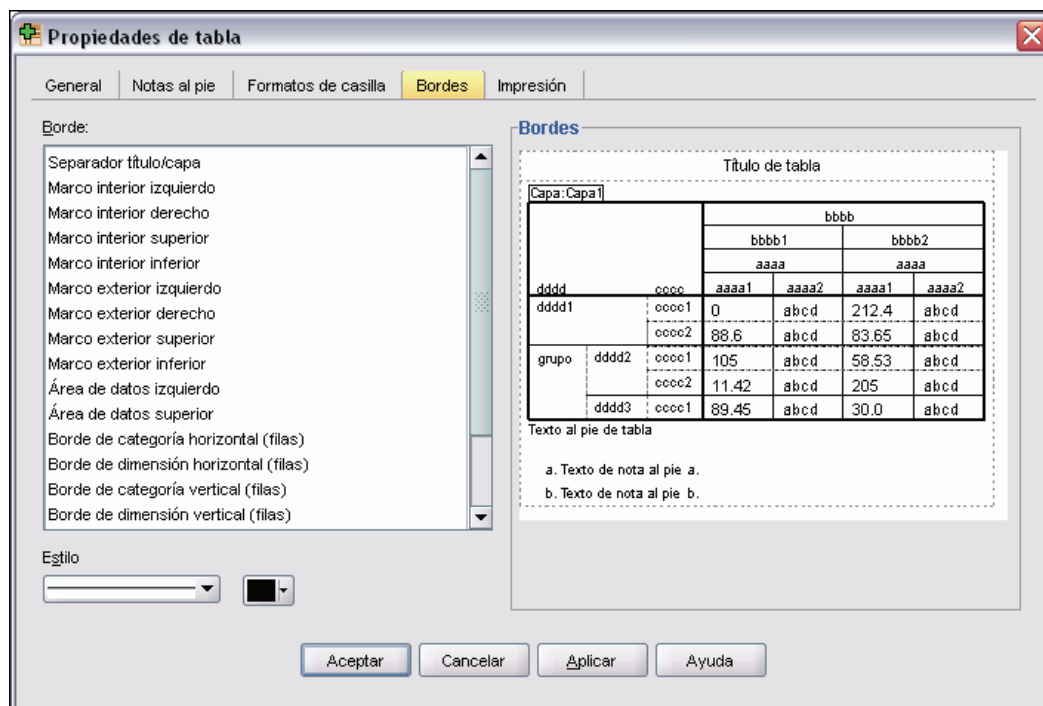 Propiedades de tabla
General Notas al pie Formatos de casilla Bordes Impresión
Borde:
Separador título/capa
Marco interior izquierdo
Marco interior derecho
Marco interior superior
Marco interior inferior
Marco exterior izquierdo
Marco exterior derecho
Marco exterior superior
Marco exterior inferior
Área de datos izquierdo
Área de datos superior
Borde de categoría horizontal (filas)
Borde de dimensión horizontal (filas)
Borde de categoría vertical (filas)
Borde de dimensión vertical (filas)
Estilo
Bordes
Título de tabla
Capa:Capa1
bbbb
bbbb1 bbbb2
aaaa aaaa
dddd cccc aaaa1 aaaa2 aaaa1 aaaa2
dddd1 cccc1 0 abcd 212.4 abcd
cccc2 88.6 abcd 83.65 abcd
grupo dddd2 cccc1 105 abcd 58.53 abcd
cccc2 11.42 abcd 205 abcd
dddd3 cccc1 89.45 abcd 30.0 abcd
Texto al pie de tabla
a. Texto de nota al pie a.
b. Texto de nota al pie b.
Aceptar Cancelar Aplicar Ayuda